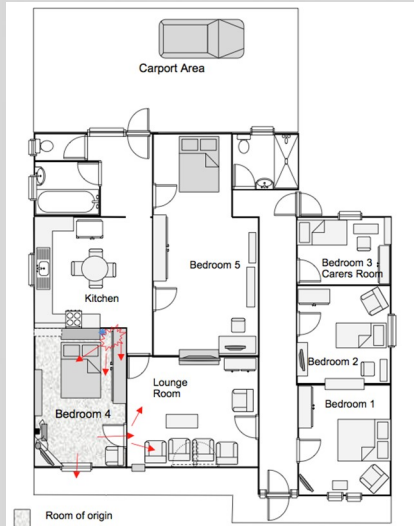 Carport Area
Bedroom 5
Bedroom 3
Carers Room
Kitchen
Bedroom 2
Lounge
Room
Bedroom 4
Bedroom 1
Room of origin